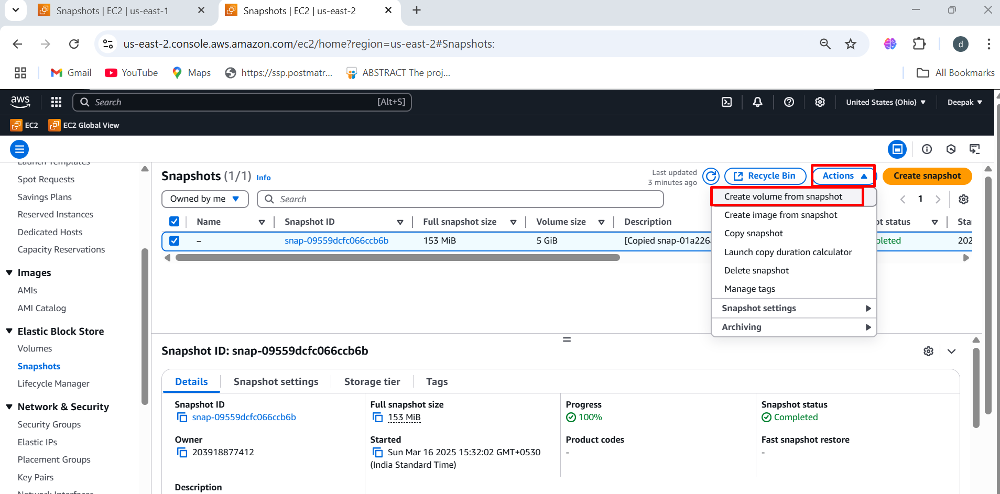 Snapshots | EC2 | us-east-1
Snapshots | EC2 | us-east-2
us-east-2.console.aws.amazon.com/ec2/home?region=us-east-2#Snapshots:
d
Gmail
YouTube
Maps
https://ssp.postmatr...
ABSTRACT The proj...
All Bookmarks
aws
Search
[Alt+S]
United States (Ohio)
Deepak
EC2
EC2 Global View
Launch Templates
Spot Requests
Savings Plans
Reserved Instances
Dedicated Hosts
Capacity Reservations
Images
AMIs
AMI Catalog
Elastic Block Store
Volumes
Snapshots
Lifecycle Manager
Network & Security
Security Groups
Elastic IPs
Placement Groups
Key Pairs
Network Interfaces
Snapshots (1/1) Info
Last updated
3 minutes ago
Recycle Bin
Actions
Create snapshot
Owned by me
Search
1
Name
Snapshot ID
Full snapshot size
Volume size
Description
ot status
Star
–
snap-09559dcfc066ccb6b
153 MiB
5 GiB
[Copied snap-01a226
pleted
202
Create volume from snapshot
Create image from snapshot
Copy snapshot
Launch copy duration calculator
Delete snapshot
Manage tags
Snapshot settings
Archiving
Snapshot ID: snap-09559dcfc066ccb6b
Details
Snapshot settings
Storage tier
Tags
Snapshot ID
snap-09559dcfc066ccb6b
Full snapshot size
153 MiB
Progress
100%
Snapshot status
Completed
Owner
203918877412
Started
Sun Mar 16 2025 15:32:02 GMT+0530
(India Standard Time)
Product codes
-
Fast snapshot restore
-
Description